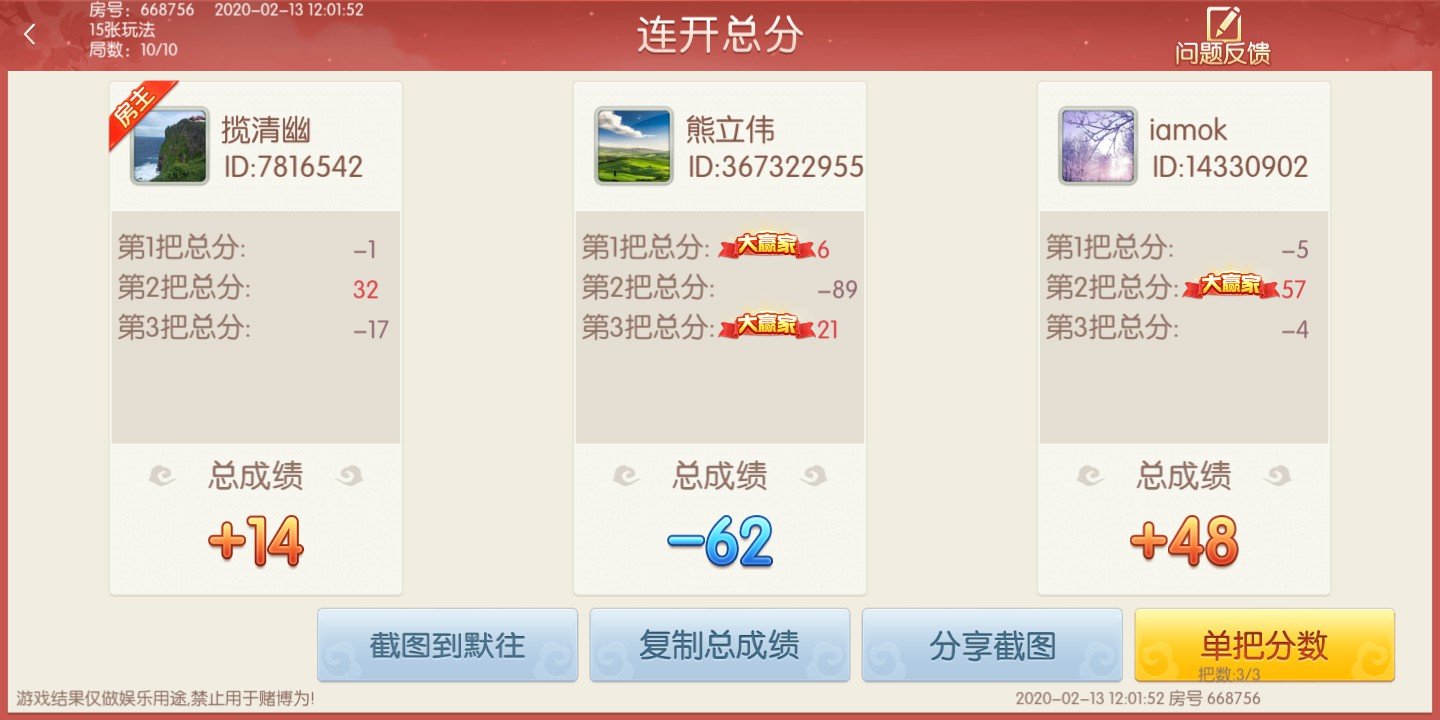 房号：668756 2020-02-13 12:01:52
15张玩法
局数：10/10
连开总分
问题反馈
房主
揽清幽
ID:7816542
第1把总分: -1
第2把总分: 32
第3把总分: -17
总成绩
+14
熊立伟
ID:367322955
第1把总分: 大赢家 6
第2把总分: -89
第3把总分: 大赢家 21
总成绩
-62
iamok
ID:14330902
第1把总分: -5
第2把总分: 大赢家 57
第3把总分: -4
总成绩
+48
截图到默往
复制总成绩
分享截图
单把分数
把数:3/3
游戏结果仅做娱乐用途,禁止用于赌博为!
2020-02-13 12:01:52 房号 668756